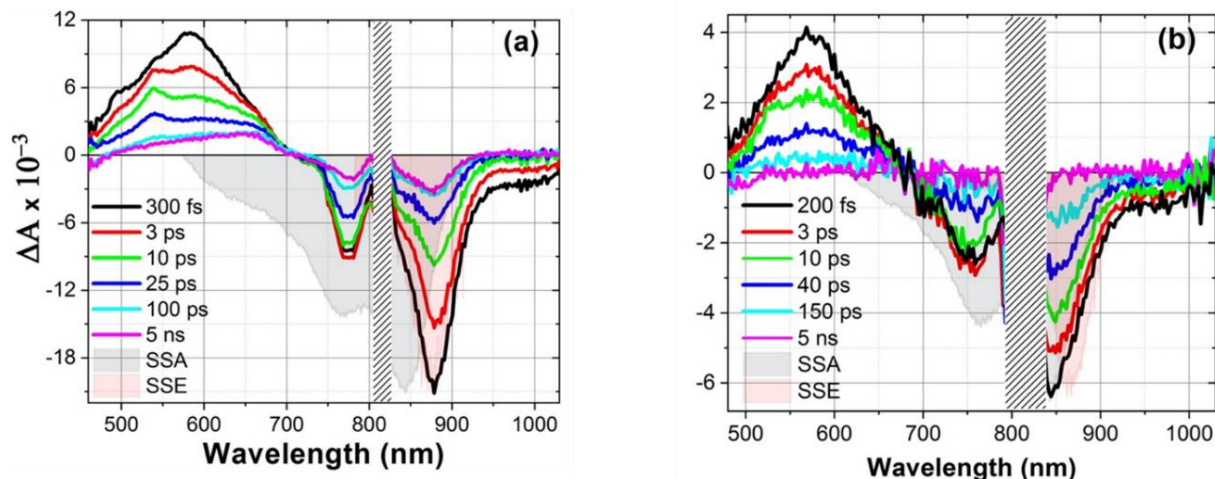 12
6
0
-6
-12
-18
ΔA x 10⁻³
(a)
300 fs
3 ps
10 ps
25 ps
100 ps
5 ns
SSA
SSE
500 600 700 800 900 1000
Wavelength (nm)
4
2
0
-2
-4
-6
(b)
200 fs
3 ps
10 ps
40 ps
150 ps
5 ns
SSA
SSE
500 600 700 800 900 1000
Wavelength (nm)